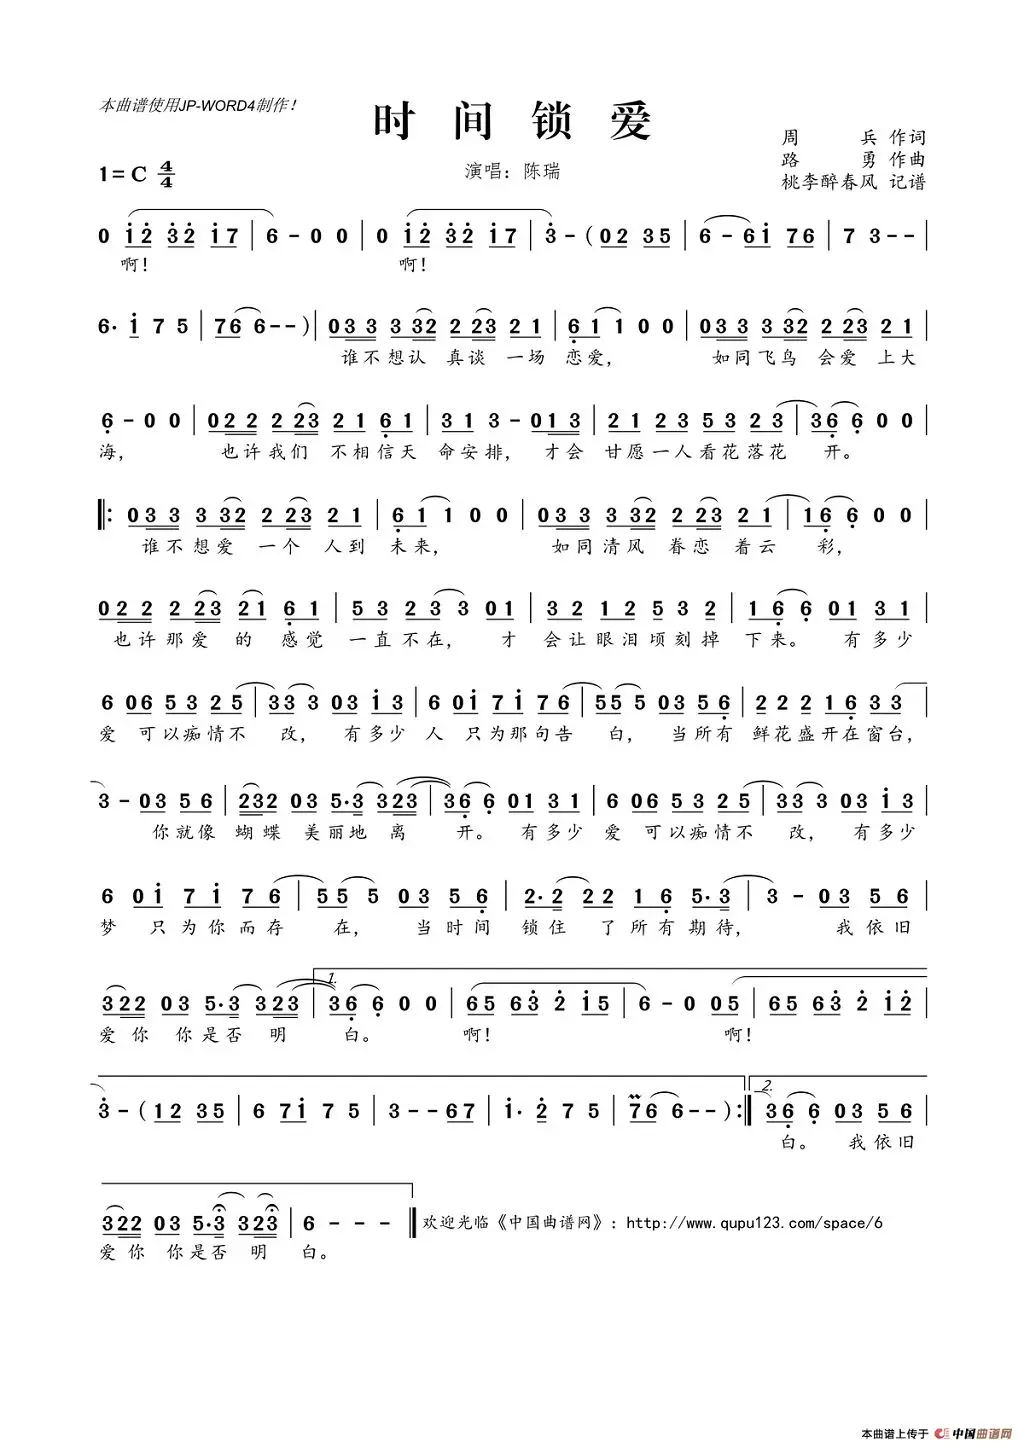 本曲谱使用JP-WORD4制作！
时 间 锁 爱
周 兵 作词
1=C 4/4
演唱：陈瑞
路 勇 作曲
桃李醉春风 记谱
0 i2 32 i7 | 6 - 0 0 | 0 i2 32 i7 | 3 - ( 02 35 | 6 - 6i 76 | 7 3 - - |
啊！ 啊！
6. i 7 5 | 76 6 - - ) | 033 332 223 21 | 61 1 0 0 | 033 332 223 21 |
谁不想认 真谈 一场 恋爱， 如同飞鸟 会爱 上大
6 - 0 0 | 022 223 21 61 | 31 3 - 013 | 21 23 53 23 | 36 6 0 0 |
海， 也许我们 不相信天 命安排， 才会 甘愿一人看花落花 开。
033 332 223 21 | 61 1 0 0 | 033 332 223 21 | 16 6 0 0 |
谁不想爱 一个 人到 未来， 如同清风 春恋 着云 彩，
022 223 21 61 | 53 23 3 01 | 32 12 53 2 | 16 6 01 31 |
也许那爱 的 感觉 一直不在， 才 会让眼泪顷刻掉 下来。 有多少
6 06 53 25 | 33 3 03 i3 | 6 0i 7i 76 | 55 5 03 56 | 2 2 2 16 33 |
爱 可以痴情不 改， 有多少 人 只为那句告 白， 当所有 鲜花盛开在窗台，
3 - 03 56 | 232 03 5.3 323 | 36 6 01 31 | 6 06 53 25 | 33 3 03 i3 |
你就像 蝴蝶 美丽地 离 开。 有多少 爱 可以痴情不 改， 有多少
6 0i 7i 76 | 55 5 03 56 | 2.2 22 16 5.3 | 3 - 03 56 |
梦 只为你而存 在， 当时间 锁住 了所有期待， 我依旧
1.
322 03 5.3 323 | 36 6 0 0 | 65 63 2 i5 | 6 - 0 05 | 65 63 2 i2 |
爱你 你是否 明 白。 啊！ 啊！
2.
3 - ( 12 35 | 6 7i 7 5 | 3 - - 67 | i. 2 7 5 | 76 6 - - ) :| 36 6 03 56 |
白。 我依旧
322 03 5.3 323 | 6 - - - | 欢迎光临《中国曲谱网》：http://www.qupu123.com/space/6
爱你 你是否 明 白。
本曲谱上传于 中国曲谱网